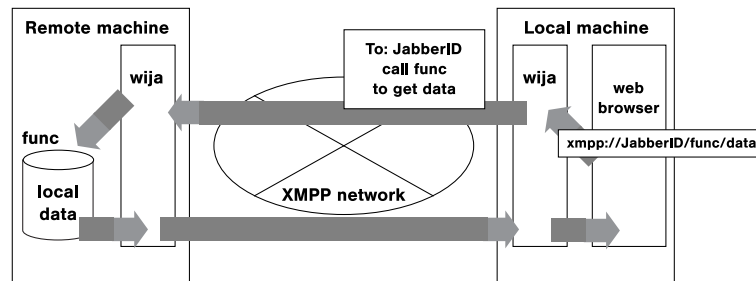 Remote machine
Local machine
To: JabberID
call func
to get data
wija
wija
web
browser
xmpp://JabberID/func/data
func
local
data
XMPP network